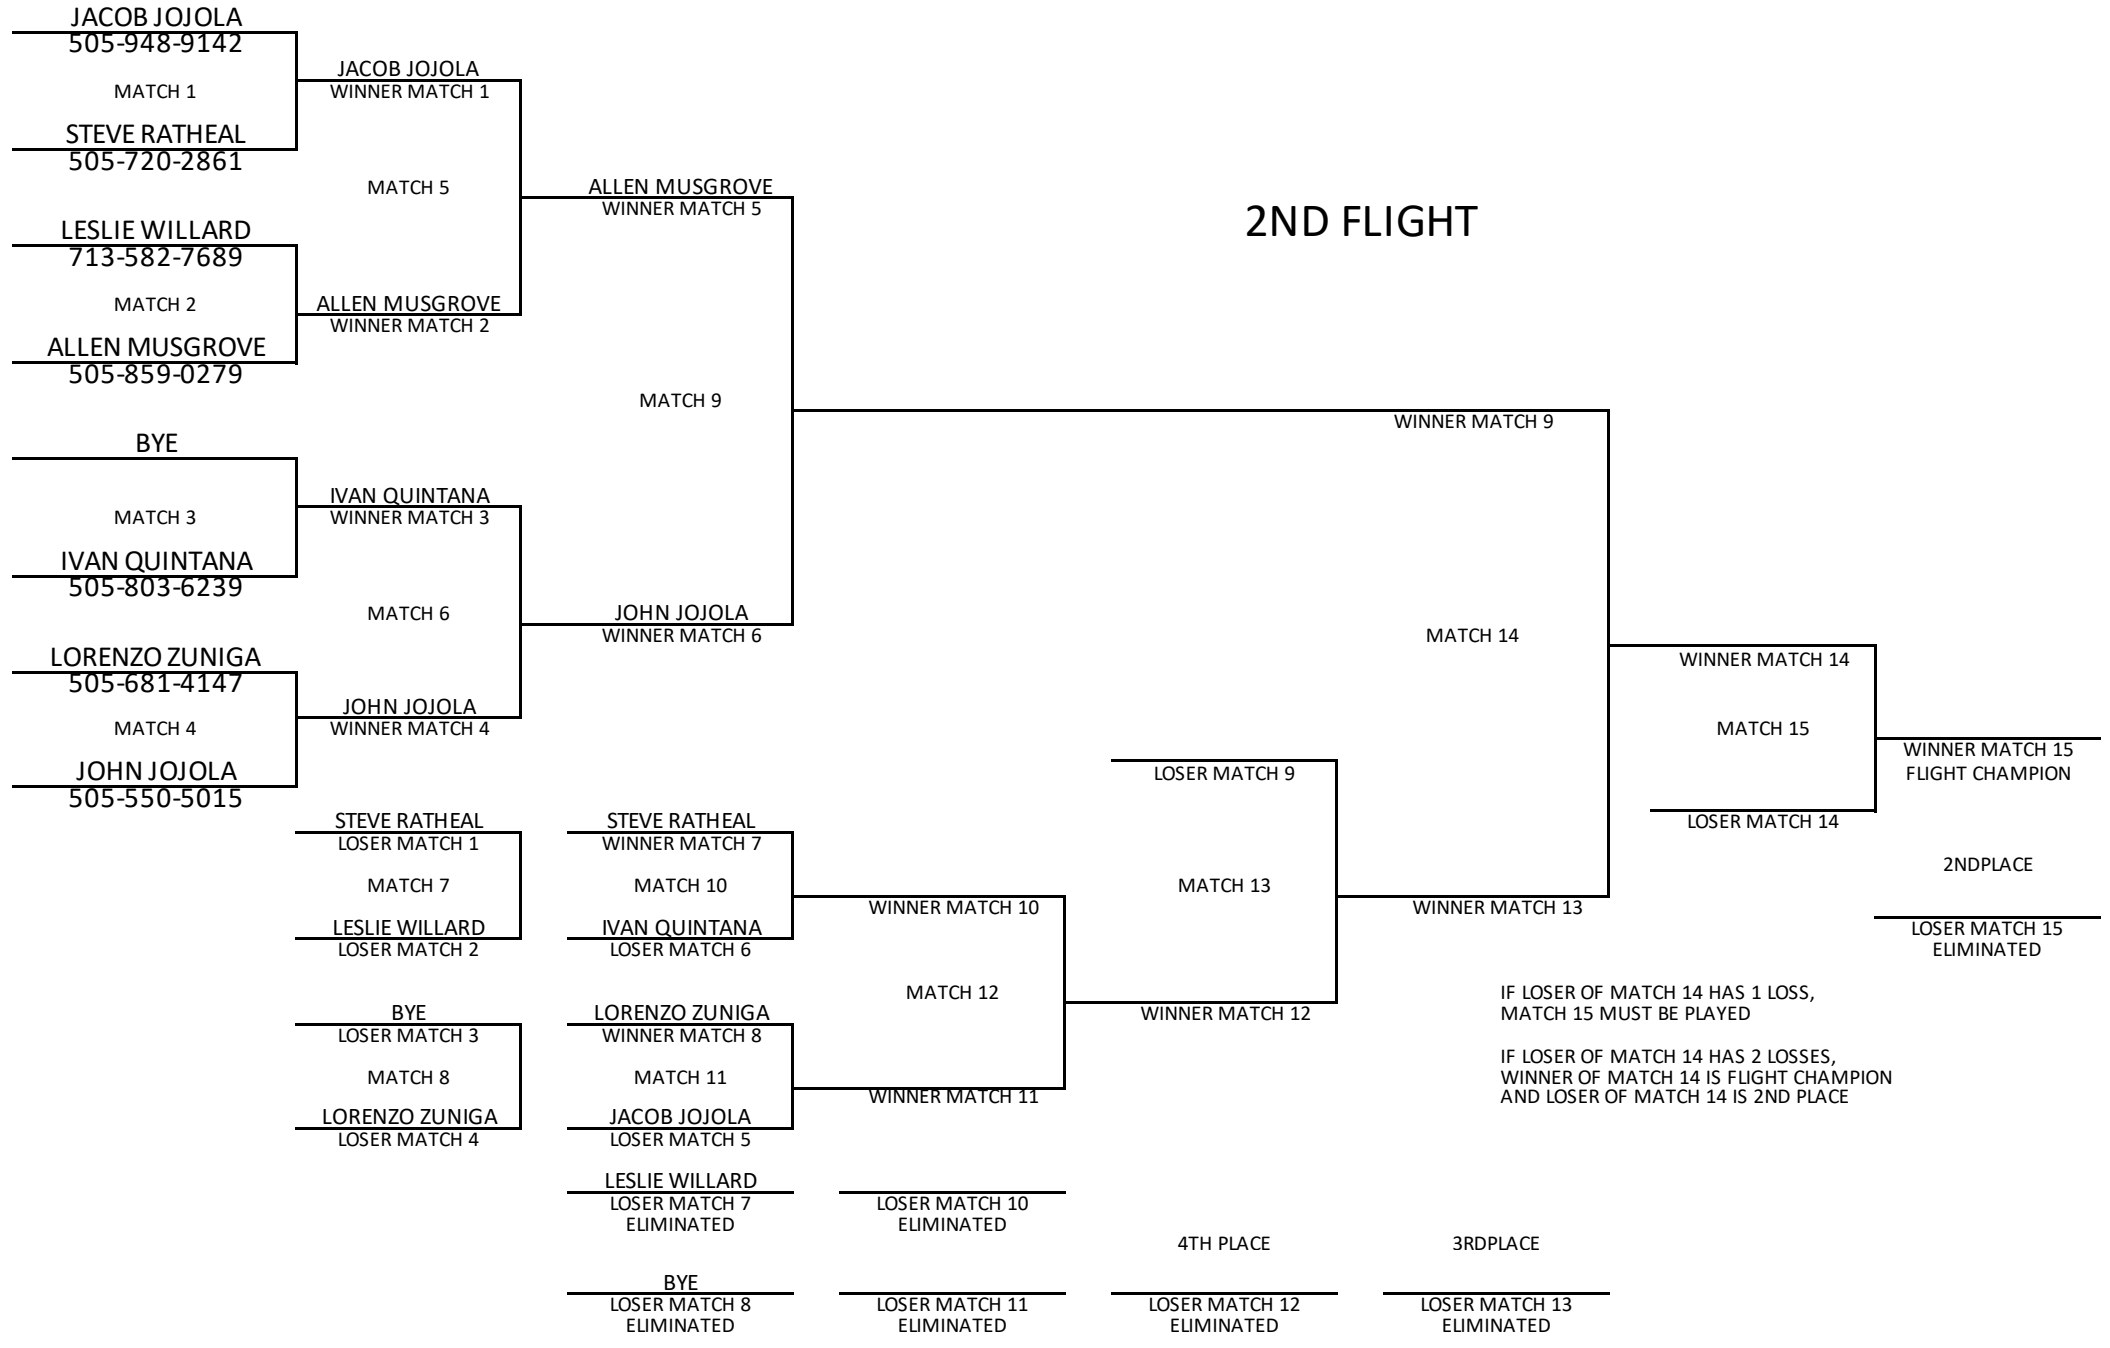 JACOB JOJOLA
505-948-9142
MATCH 1
STEVE RATHEAL
505-720-2861
LESLIE WILLARD
713-582-7689
MATCH 2
ALLEN MUSGROVE
505-859-0279
BYE
MATCH 3
IVAN QUINTANA
505-803-6239
LORENZO ZUNIGA
505-681-4147
MATCH 4
JOHN JOJOLA
505-550-5015
JACOB JOJOLA
WINNER MATCH 1
MATCH 5
ALLEN MUSGROVE
WINNER MATCH 2
IVAN QUINTANA
WINNER MATCH 3
MATCH 6
JOHN JOJOLA
WINNER MATCH 4
STEVE RATHEAL
LOSER MATCH 1
MATCH 7
LESLIE WILLARD
LOSER MATCH 2
BYE
LOSER MATCH 3
MATCH 8
LORENZO ZUNIGA
LOSER MATCH 4
ALLEN MUSGROVE
WINNER MATCH 5
MATCH 9
JOHN JOJOLA
WINNER MATCH 6
STEVE RATHEAL
WINNER MATCH 7
MATCH 10
IVAN QUINTANA
LOSER MATCH 6
LORENZO ZUNIGA
WINNER MATCH 8
MATCH 11
JACOB JOJOLA
LOSER MATCH 5
LESLIE WILLARD
LOSER MATCH 7
ELIMINATED
BYE
LOSER MATCH 8
ELIMINATED
WINNER MATCH 10
MATCH 12
WINNER MATCH 11
LOSER MATCH 10
ELIMINATED
LOSER MATCH 11
ELIMINATED
2ND FLIGHT
LOSER MATCH 9
MATCH 13
WINNER MATCH 12
4TH PLACE
LOSER MATCH 12
ELIMINATED
WINNER MATCH 9
MATCH 14
WINNER MATCH 13
3RDPLACE
LOSER MATCH 13
ELIMINATED
WINNER MATCH 14
MATCH 15
LOSER MATCH 14
WINNER MATCH 15
FLIGHT CHAMPION
2NDPLACE
LOSER MATCH 15
ELIMINATED
IF LOSER OF MATCH 14 HAS 1 LOSS,
MATCH 15 MUST BE PLAYED
IF LOSER OF MATCH 14 HAS 2 LOSSES,
WINNER OF MATCH 14 IS FLIGHT CHAMPION
AND LOSER OF MATCH 14 IS 2ND PLACE